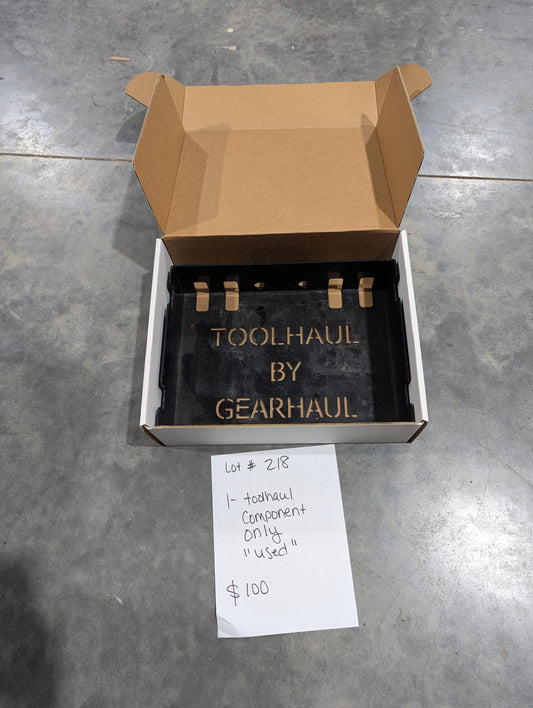 TOOLHAUL
BY
GEARHAUL
Lot # 218
1- toolhaul
Component
only
"used"
$100